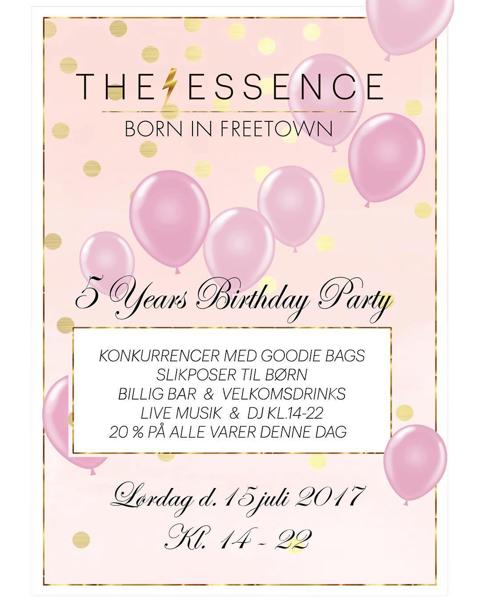 THE ESSENCE
BORN IN FREETOWN
5 Years Birthday Party
KONKURRENCER MED GOODIE BAGS
SLIKPOSER TIL BØRN
BILLIG BAR & VELKOMSDRINKS
LIVE MUSIK & DJ KL.14-22
20 % PÅ ALLE VARER DENNE DAG
Lørdag d. 15 juli 2017
Kl. 14 - 22